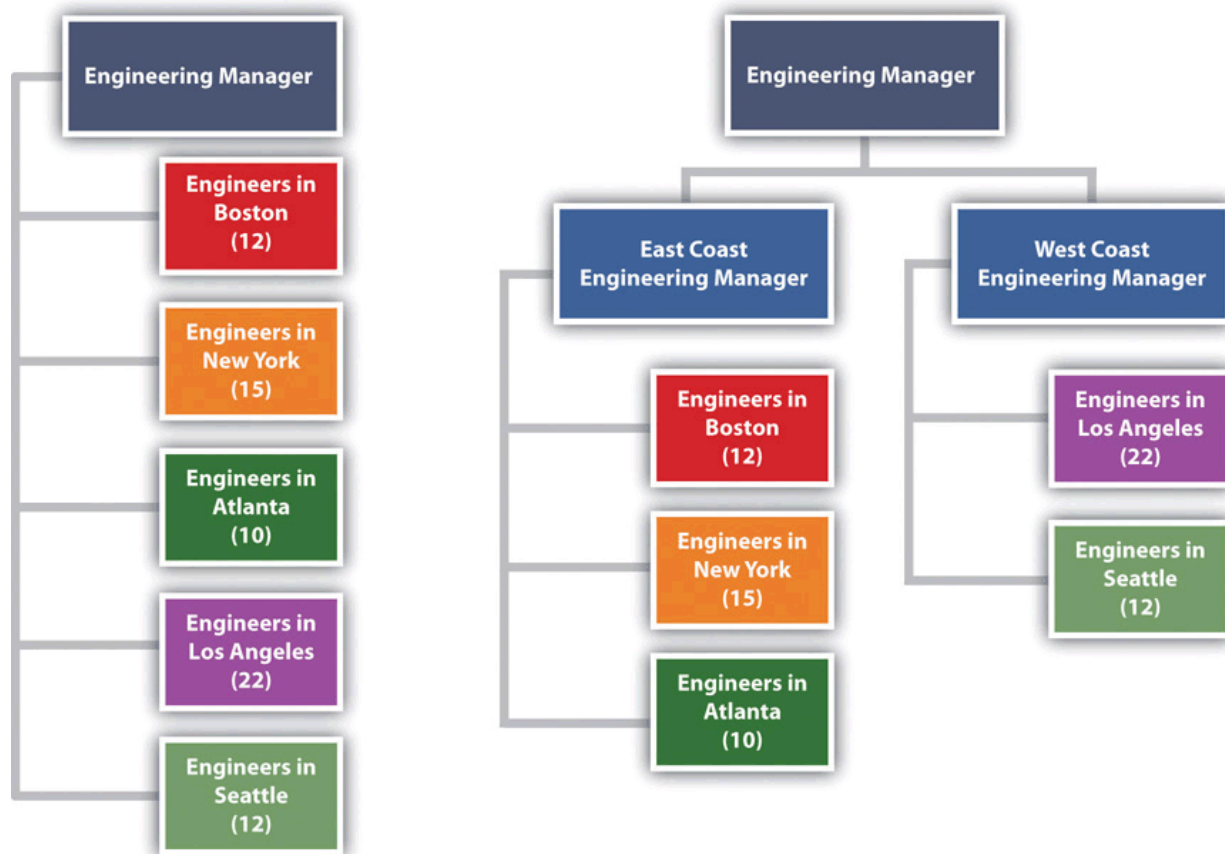 Engineering Manager
Engineers in
Boston
(12)
Engineers in
New York
(15)
Engineers in
Atlanta
(10)
Engineers in
Los Angeles
(22)
Engineers in
Seattle
(12)
Engineering Manager
East Coast
Engineering Manager
Engineers in
Boston
(12)
Engineers in
New York
(15)
Engineers in
Atlanta
(10)
West Coast
Engineering Manager
Engineers in
Los Angeles
(22)
Engineers in
Seattle
(12)